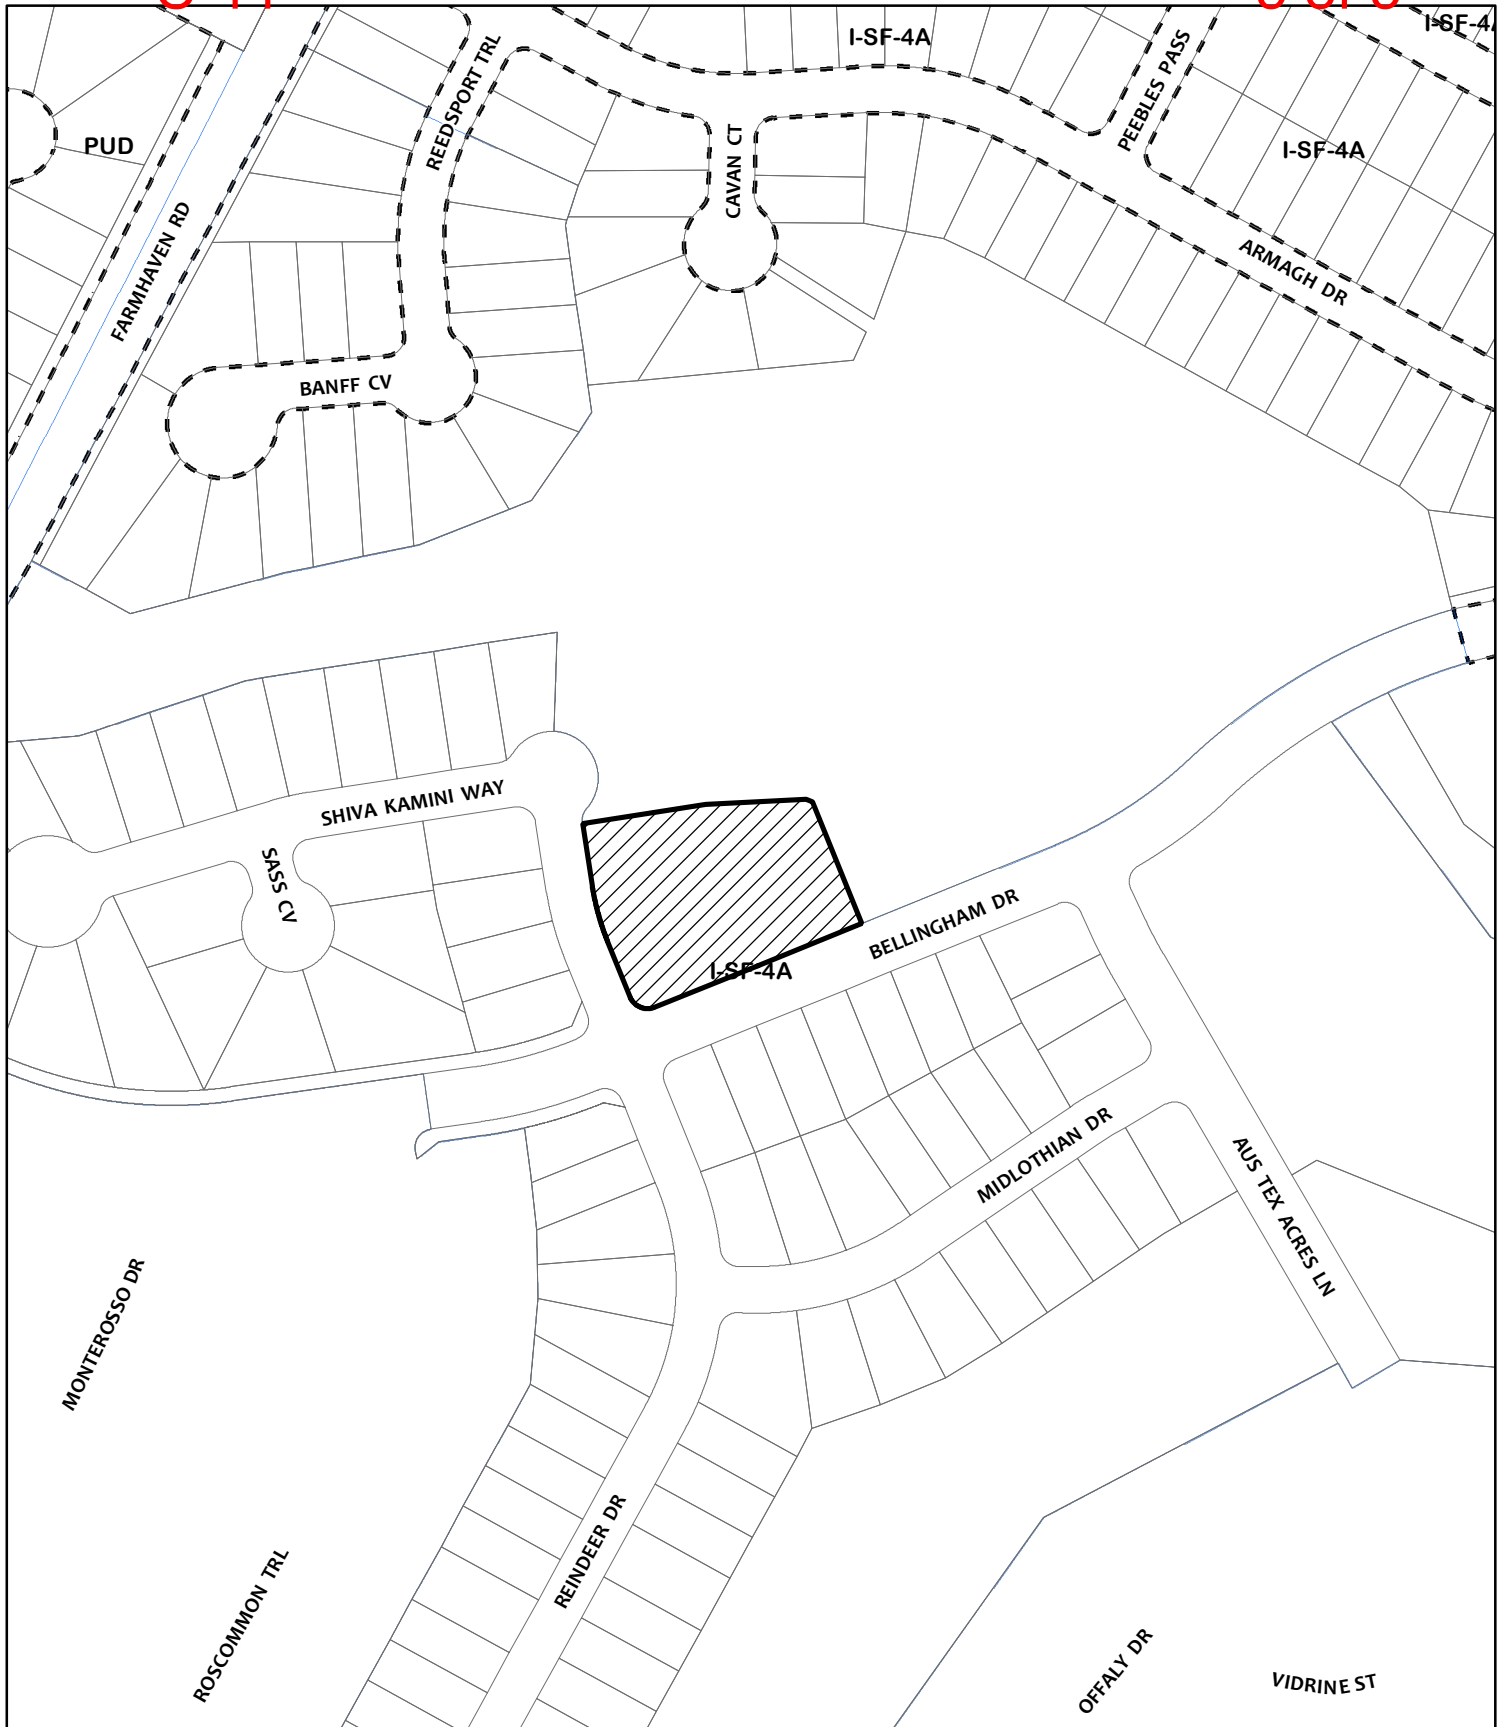 I-SF-4A
I-SF-4A
REEDSPORT TRL
PEEBLES PASS
PUD
I-SF-4A
CAVAN CT
FARMHAVEN RD
ARMAGH DR
BANFF CV
SHIVA KAMINI WAY
SASS CV
BELLINGHAM DR
I-SF-4A
MIDLOTHIAN DR
AUS TEX ACRES LN
MONTEROSSO DR
REINDEER DR
ROSCOMMON TRL
OFFALY DR
VIDRINE ST